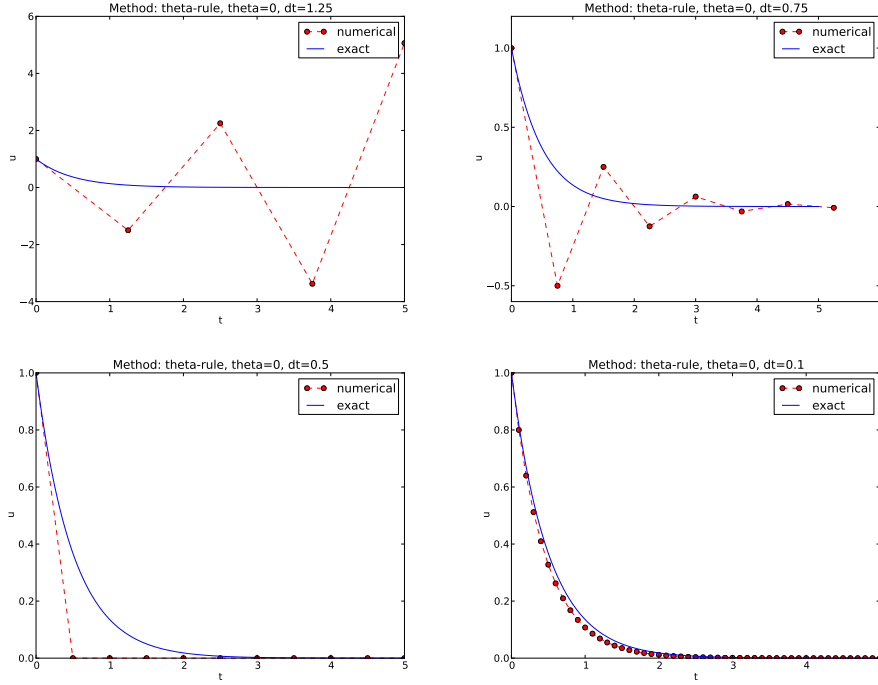 Method: theta-rule, theta=0, dt=1.25
6
4
2
0
−2
−4
u
0
1
2
3
4
5
t
numerical
exact
Method: theta-rule, theta=0, dt=0.75
1.0
0.5
0.0
−0.5
u
0
1
2
3
4
5
t
numerical
exact
Method: theta-rule, theta=0, dt=0.5
1.0
0.8
0.6
0.4
0.2
0.0
u
0
1
2
3
4
5
t
numerical
exact
Method: theta-rule, theta=0, dt=0.1
1.0
0.8
0.6
0.4
0.2
0.0
u
0
1
2
3
4
t
numerical
exact